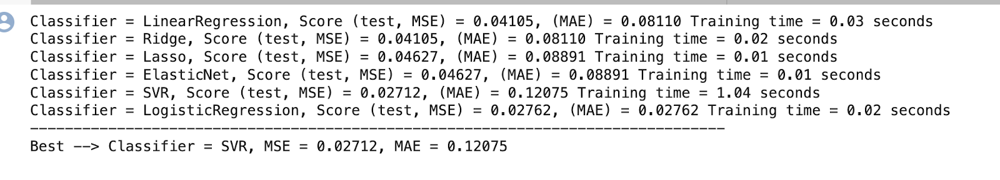 Classifier = LinearRegression, Score (test, MSE) = 0.04105, (MAE) = 0.08110 Training time = 0.03 seconds
Classifier = Ridge, Score (test, MSE) = 0.04105, (MAE) = 0.08110 Training time = 0.02 seconds
Classifier = Lasso, Score (test, MSE) = 0.04627, (MAE) = 0.08891 Training time = 0.01 seconds
Classifier = ElasticNet, Score (test, MSE) = 0.04627, (MAE) = 0.08891 Training time = 0.01 seconds
Classifier = SVR, Score (test, MSE) = 0.02712, (MAE) = 0.12075 Training time = 1.04 seconds
Classifier = LogisticRegression, Score (test, MSE) = 0.02762, (MAE) = 0.02762 Training time = 0.02 seconds
--------------------------------------------------------------------------------
Best --> Classifier = SVR, MSE = 0.02712, MAE = 0.12075